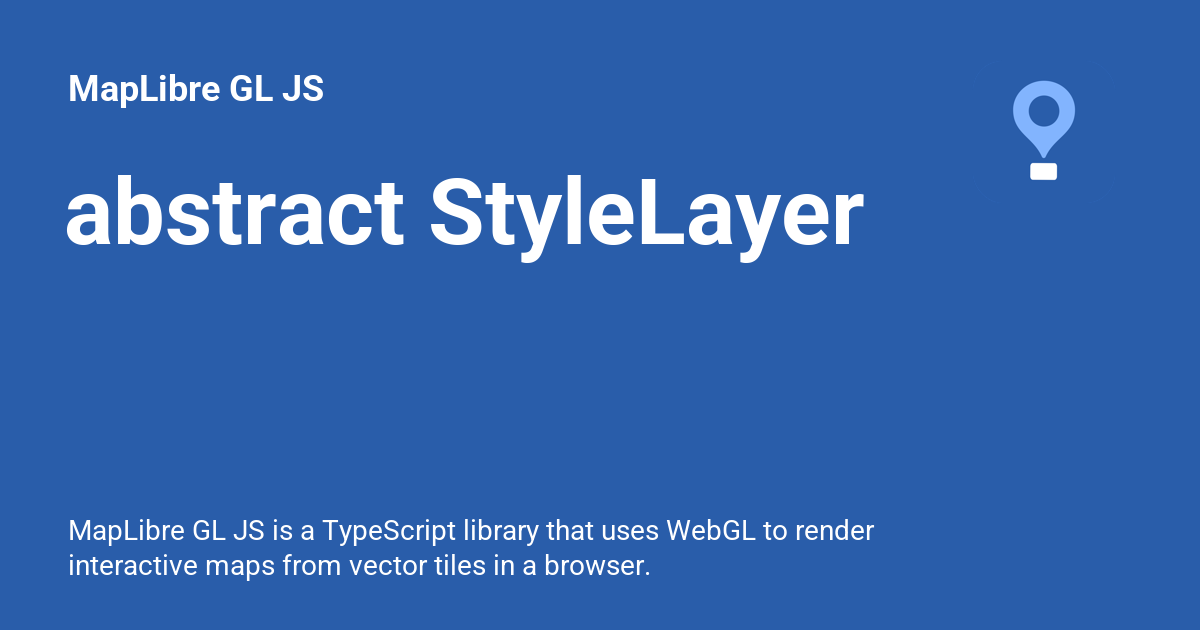 MapLibre GL JS
abstract StyleLayer
MapLibre GL JS is a TypeScript library that uses WebGL to render
interactive maps from vector tiles in a browser.